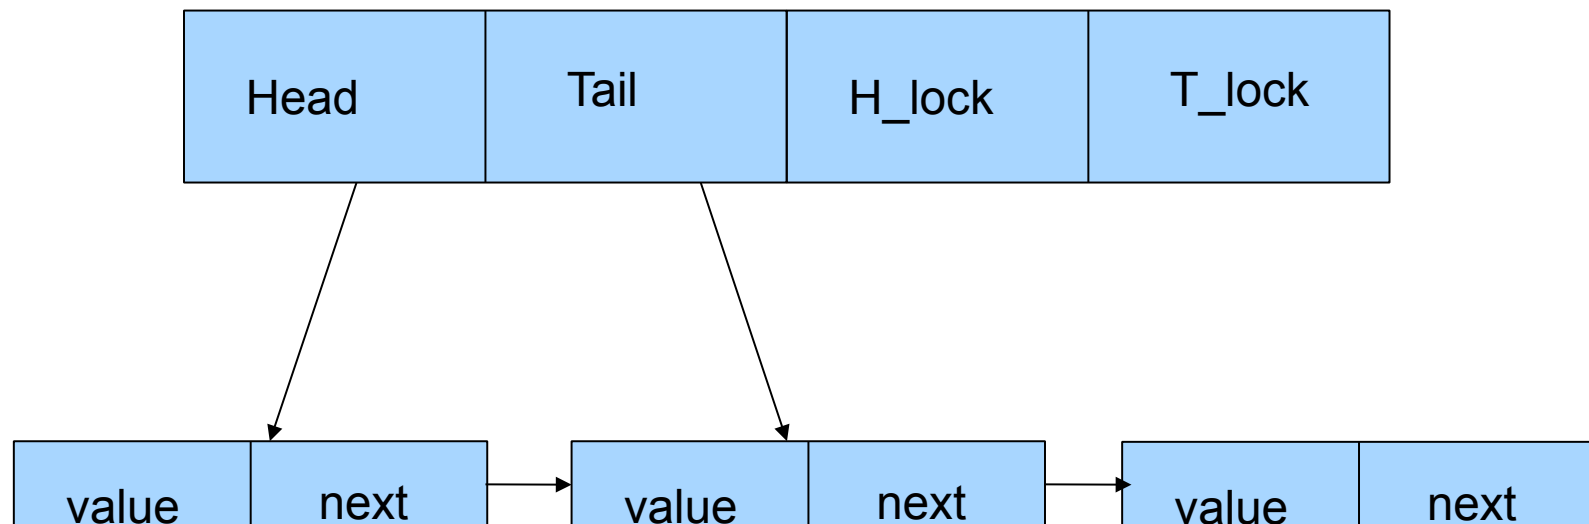 Head
Tail
H_lock
T_lock
value
next
value
next
value
next